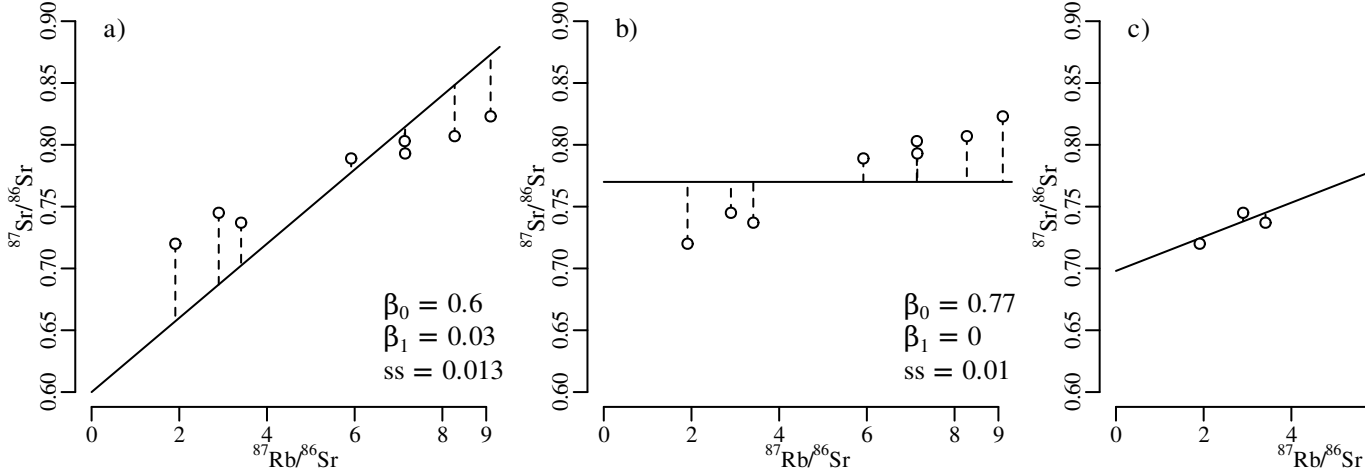 a)
0.90
0.85
0.80
0.75
0.70
0.65
0.60
⁸⁷Sr/⁸⁶Sr
β₀ = 0.6
β₁ = 0.03
ss = 0.013
0 2 4 6 8 9
⁸⁷Rb/⁸⁶Sr
b)
0.90
0.85
0.80
0.75
0.70
0.65
0.60
⁸⁷Sr/⁸⁶Sr
β₀ = 0.77
β₁ = 0
ss = 0.01
0 2 4 6 8 9
⁸⁷Rb/⁸⁶Sr
c)
0.90
0.85
0.80
0.75
0.70
0.65
0.60
⁸⁷Sr/⁸⁶Sr
0 2 4
⁸⁷Rb/⁸⁶Sr